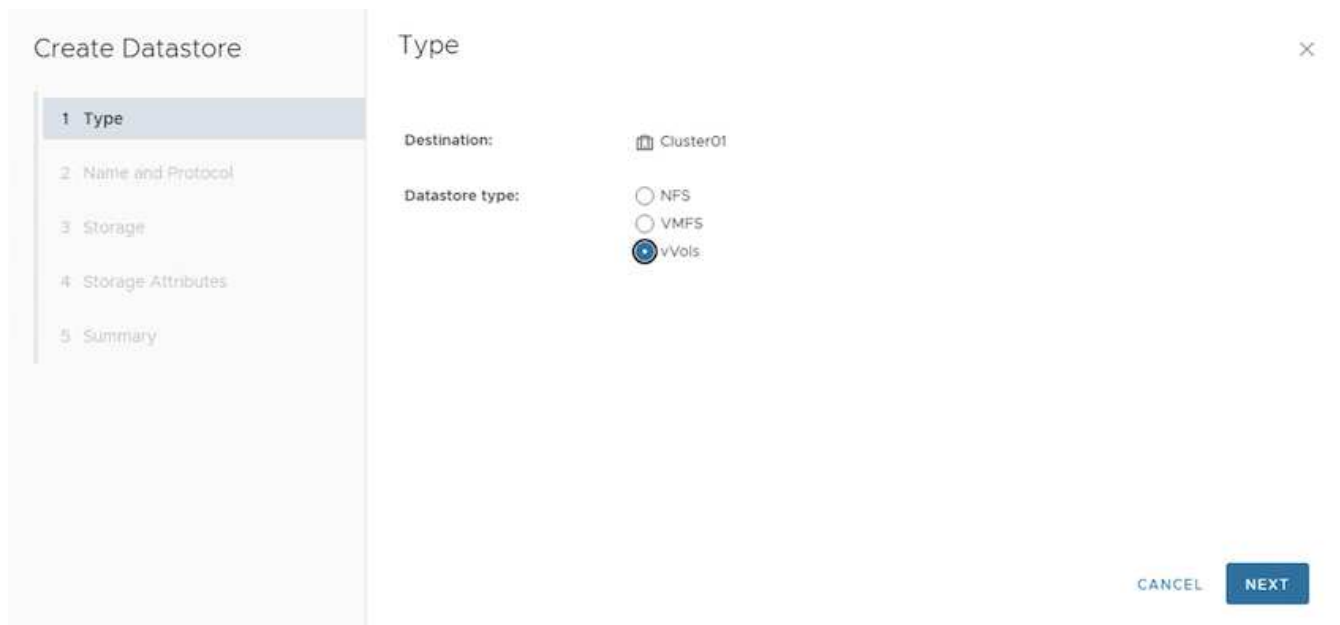 Create Datastore
1 Type
2 Name and Protocol
3 Storage
4 Storage Attributes
5 Summary
Type
Destination: Cluster01
Datastore type: NFS
VMFS
vVols
CANCEL NEXT